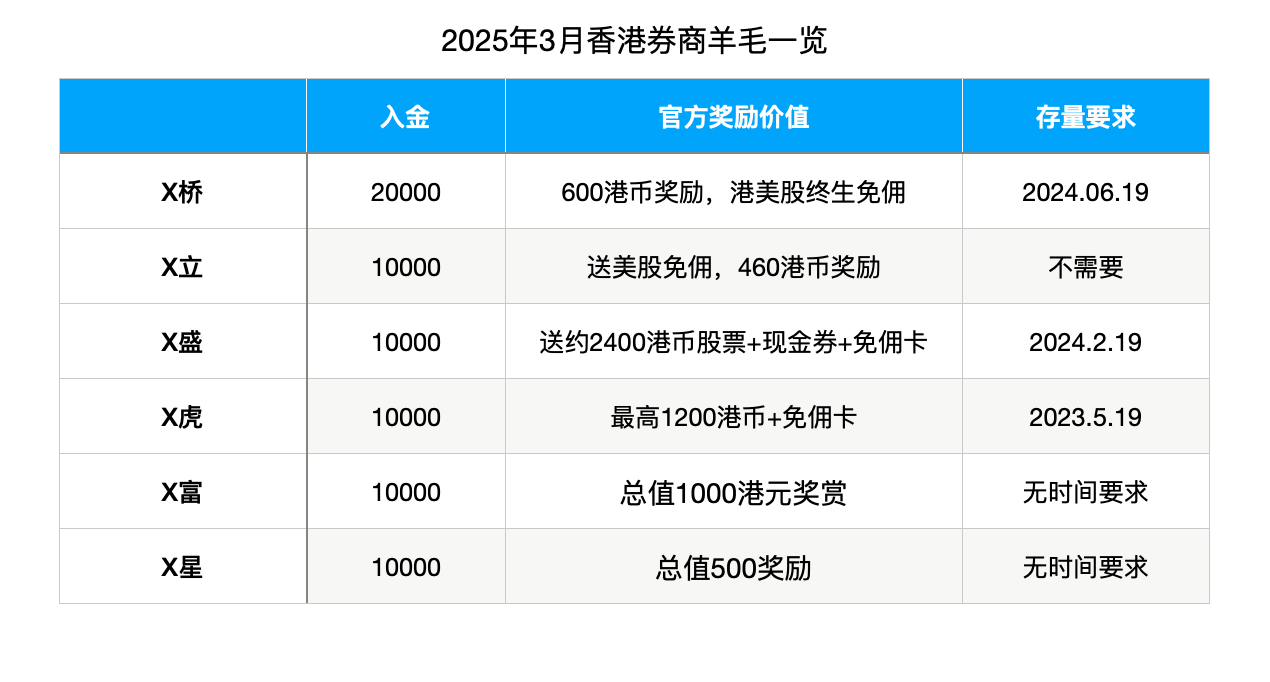 2025年3月香港券商羊毛一览
入金 官方奖励价值 存量要求
X桥 20000 600港币奖励，港美股终生免佣 2024.06.19
X立 10000 送美股免佣，460港币奖励 不需要
X盛 10000 送约2400港币股票+现金券+免佣卡 2024.2.19
X虎 10000 最高1200港币+免佣卡 2023.5.19
X富 10000 总值1000港元奖赏 无时间要求
X星 10000 总值500奖励 无时间要求